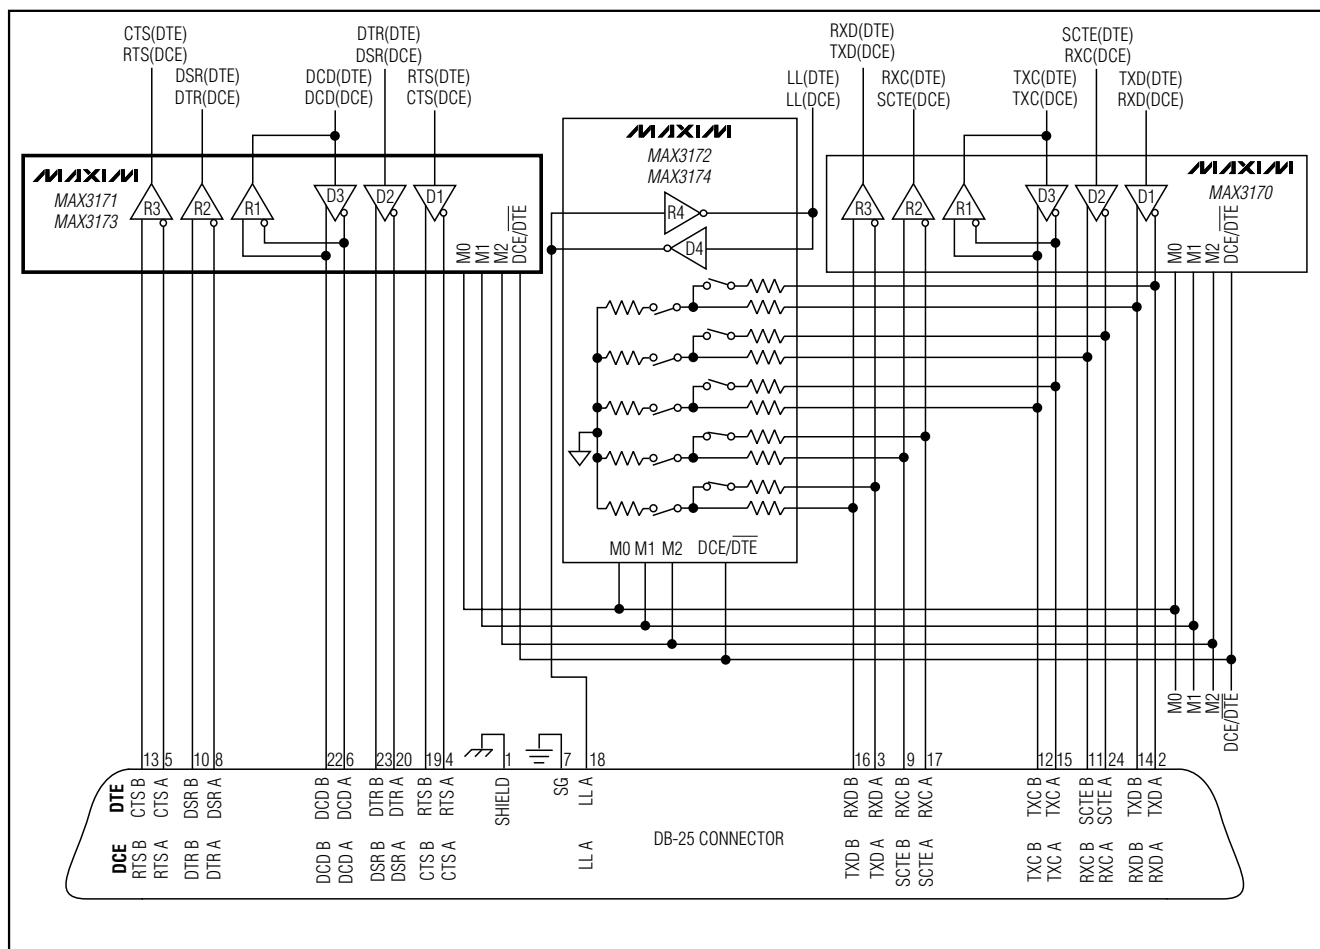 CTS(DTE)
RTS(DCE)
DSR(DTE)
DTR(DCE)
DCD(DTE)
DCD(DCE)
DTR(DTE)
DSR(DCE)
RTS(DTE)
CTS(DCE)
LL(DTE)
LL(DCE)
RXD(DTE)
TXD(DCE)
RXC(DTE)
SCTE(DCE)
TXC(DTE)
TXC(DCE)
SCTE(DTE)
RXC(DCE)
TXD(DTE)
RXD(DCE)
MAXIM
MAX3171
MAX3173
R3
R2
R1
D3
D2
D1
M0
M1
M2
DCE/DTE
MAXIM
MAX3172
MAX3174
R4
D4
M0 M1 M2 DCE/DTE
MAXIM
MAX3170
R3
R2
R1
D3
D2
D1
M0
M1
M2
DCE/DTE
M0
M1
M2
DCE/DTE
13 5 10 8 22 6 23 20 19 4 1 7 18 16 3 9 17 12 15 11 24 14 2
DTE
CTS B
CTS A
DSR B
DSR A
DCD B
DCD A
DTR B
DTR A
RTS B
RTS A
SHIELD
SG
LL A
RXD B
RXD A
RXC B
RXC A
TXC B
TXC A
SCTE B
SCTE A
TXD B
TXD A
DB-25 CONNECTOR
DCE
RTS B
RTS A
DTR B
DTR A
DCD B
DCD A
DSR B
DSR A
CTS B
CTS A
LL A
TXD B
TXD A
SCTE B
SCTE A
TXC B
TXC A
RXC B
RXC A
RXD B
RXD A